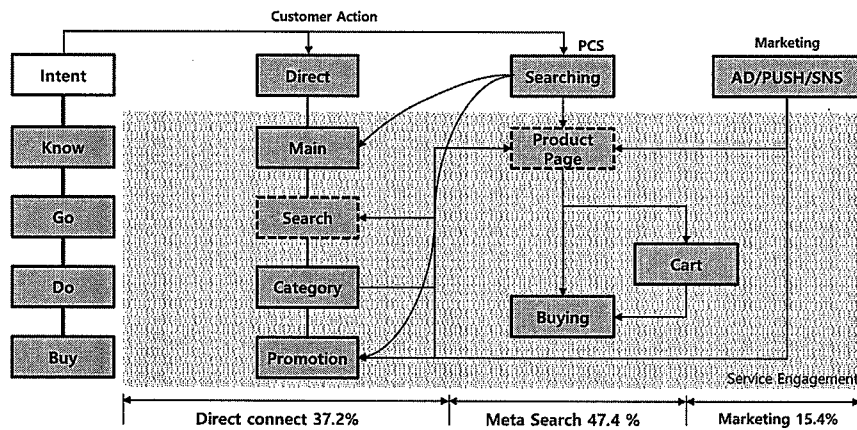 Customer Action
PCS
Marketing
Intent
Direct
Searching
AD/PUSH/SNS
Know
Main
Product
Page
Go
Search
Cart
Do
Category
Buying
Buy
Promotion
Service Engagement
Direct connect 37.2%
Meta Search 47.4 %
Marketing 15.4%